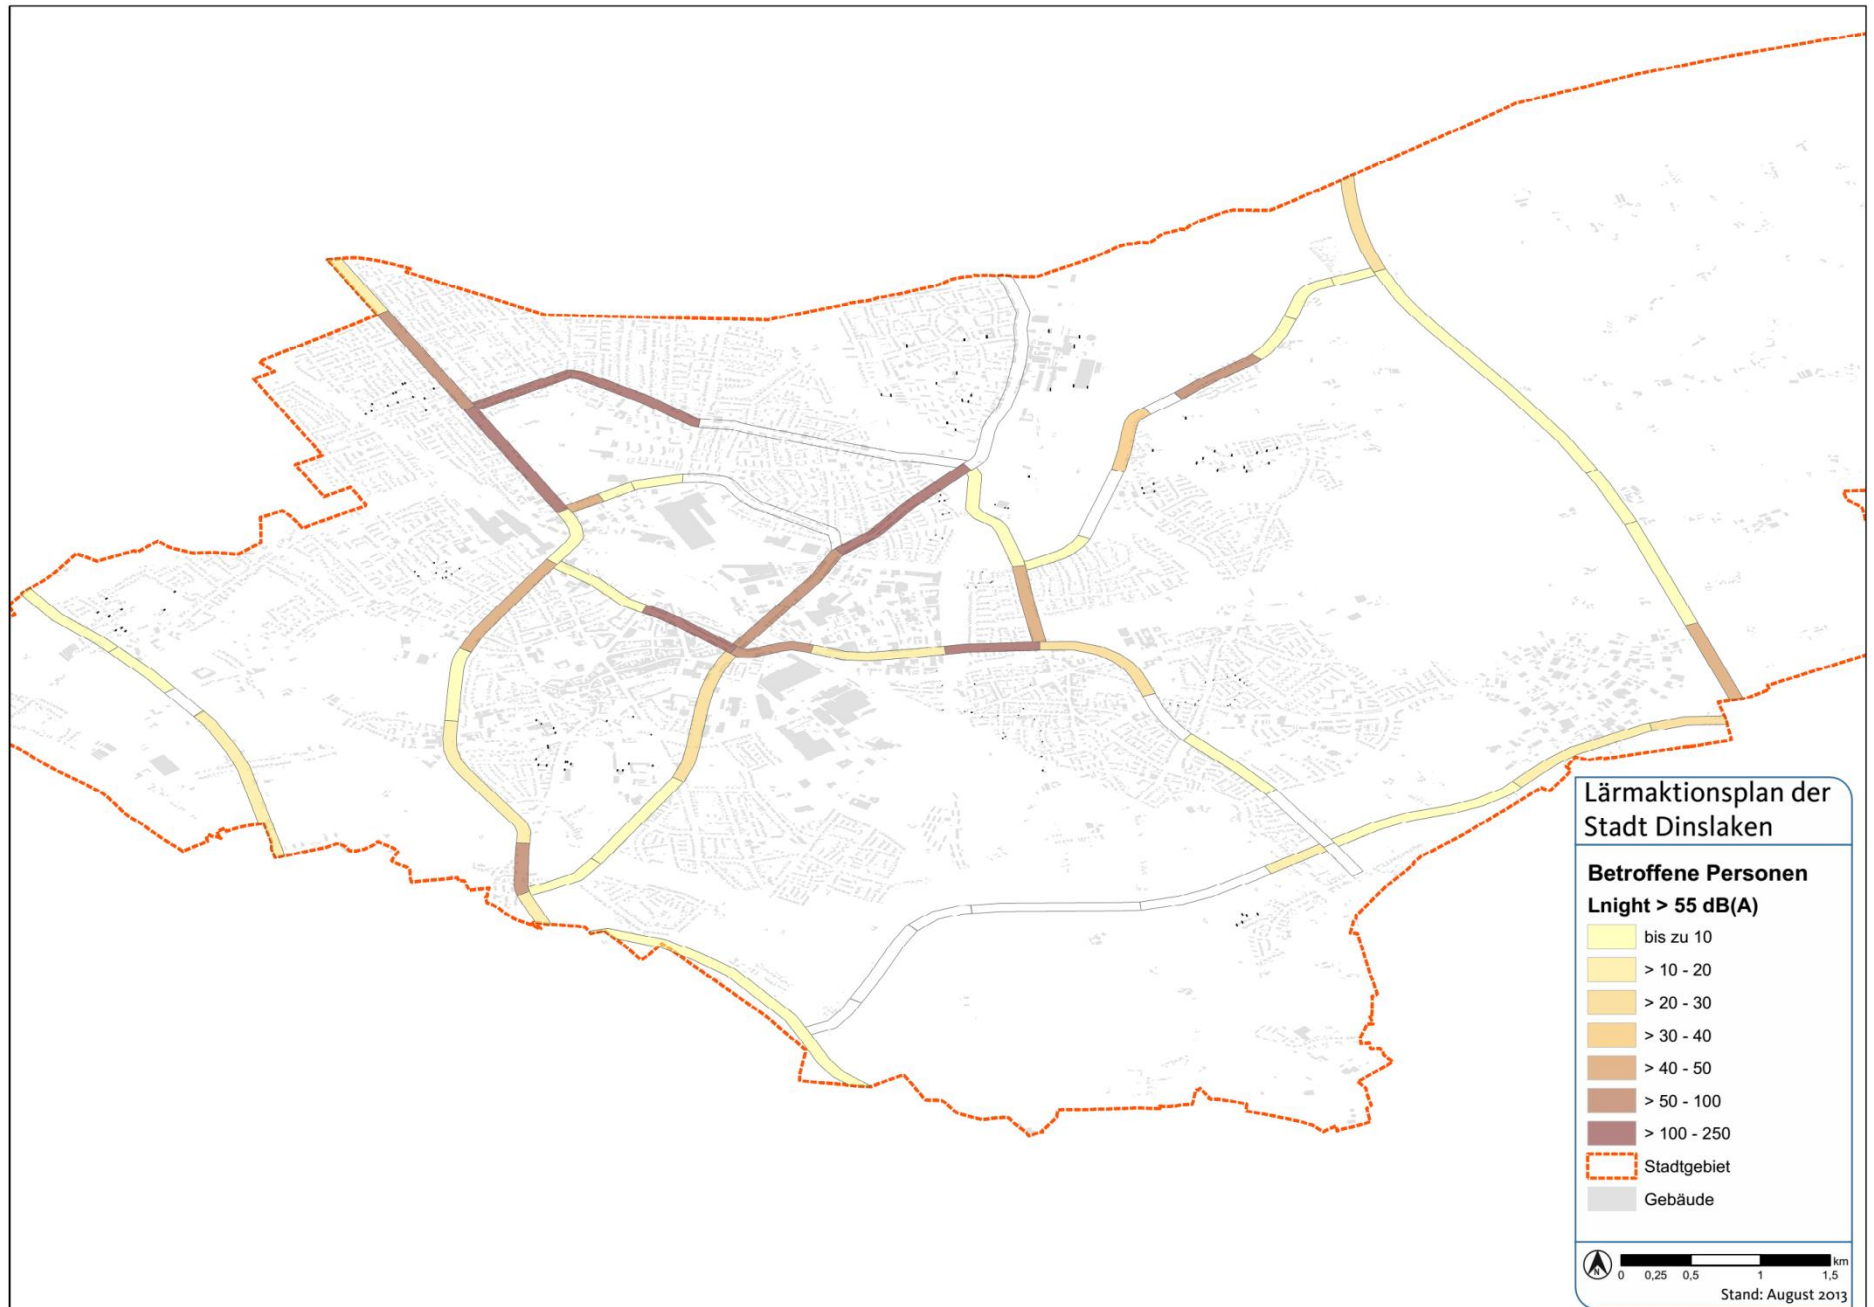 Lärmaktionsplan der
Stadt Dinslaken
Betroffene Personen
Lnight > 55 dB(A)
bis zu 10
> 10 - 20
> 20 - 30
> 30 - 40
> 40 - 50
> 50 - 100
> 100 - 250
Stadtgebiet
Gebäude
N
km
0 0,25 0,5 1 1,5
Stand: August 2013